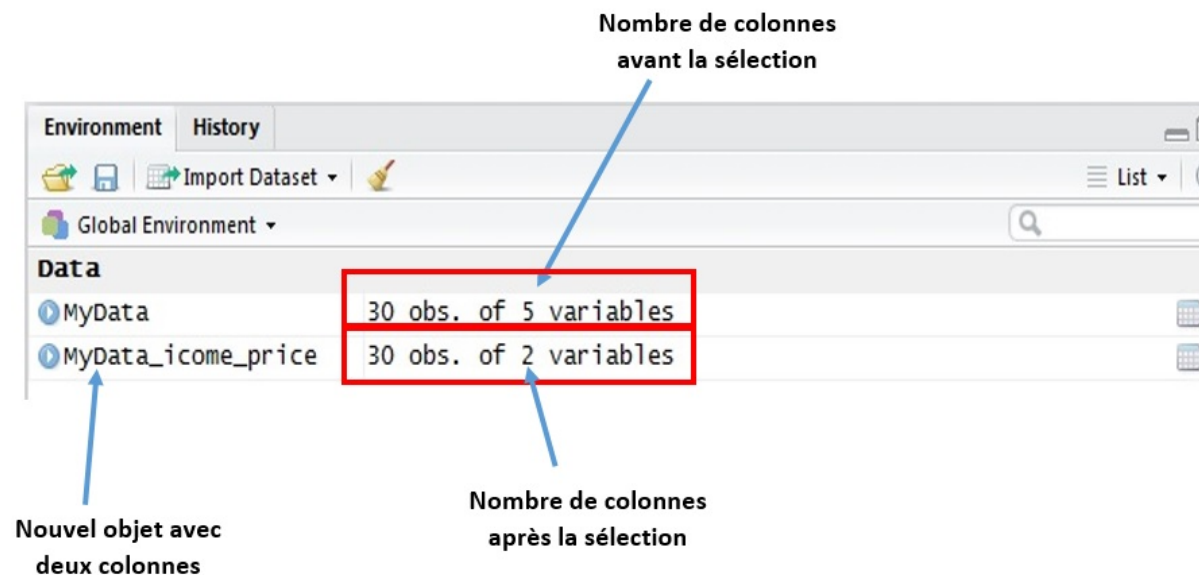 Nombre de colonnes
avant la sélection
Environment History
Import Dataset List
Global Environment
Data
MyData 30 obs. of 5 variables
MyData_icome_price 30 obs. of 2 variables
Nombre de colonnes
après la sélection
Nouvel objet avec
deux colonnes